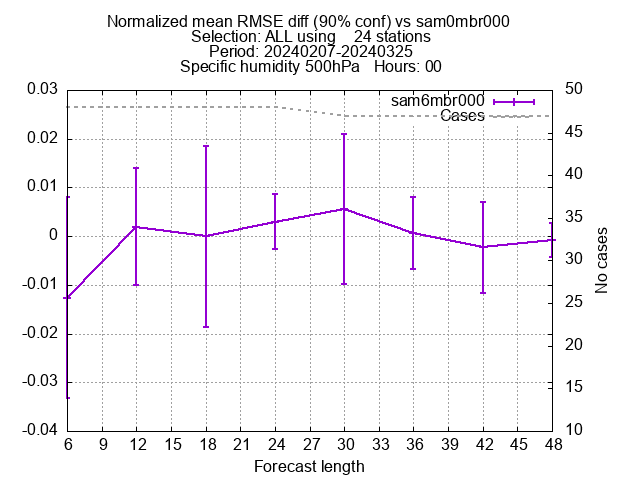 Normalized mean RMSE diff (90% conf) vs sam0mbr000
Selection: ALL using    24 stations
Period: 20240207-20240325
Specific humidity 500hPa   Hours: 00
sam6mbr000
Cases
0.03
0.02
0.01
0
-0.01
-0.02
-0.03
-0.04
50
45
40
35
30
25
20
15
10
No cases
6 9 12 15 18 21 24 27 30 33 36 39 42 45 48
Forecast length